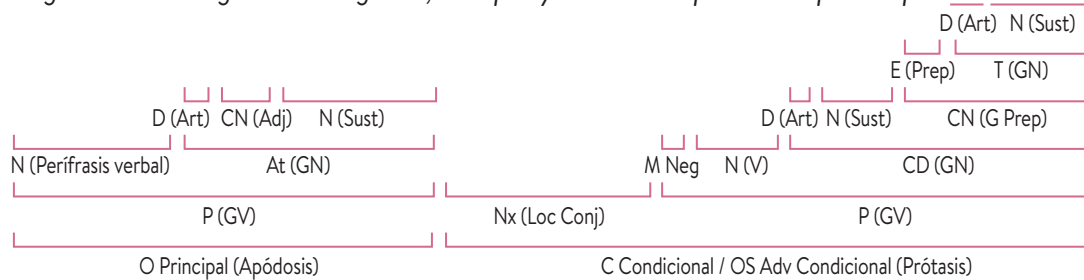 D (Art) N (Sust)
E (Prep) T (GN)
D (Art) CN (Adj) N (Sust) D (Art) N (Sust) CN (G Prep)
N (Perífrasis verbal) At (GN) M Neg N (V) CD (GN)
P (GV) Nx (Loc Conj) P (GV)
O Principal (Apódosis) C Condicional / OS Adv Condicional (Prótasis)